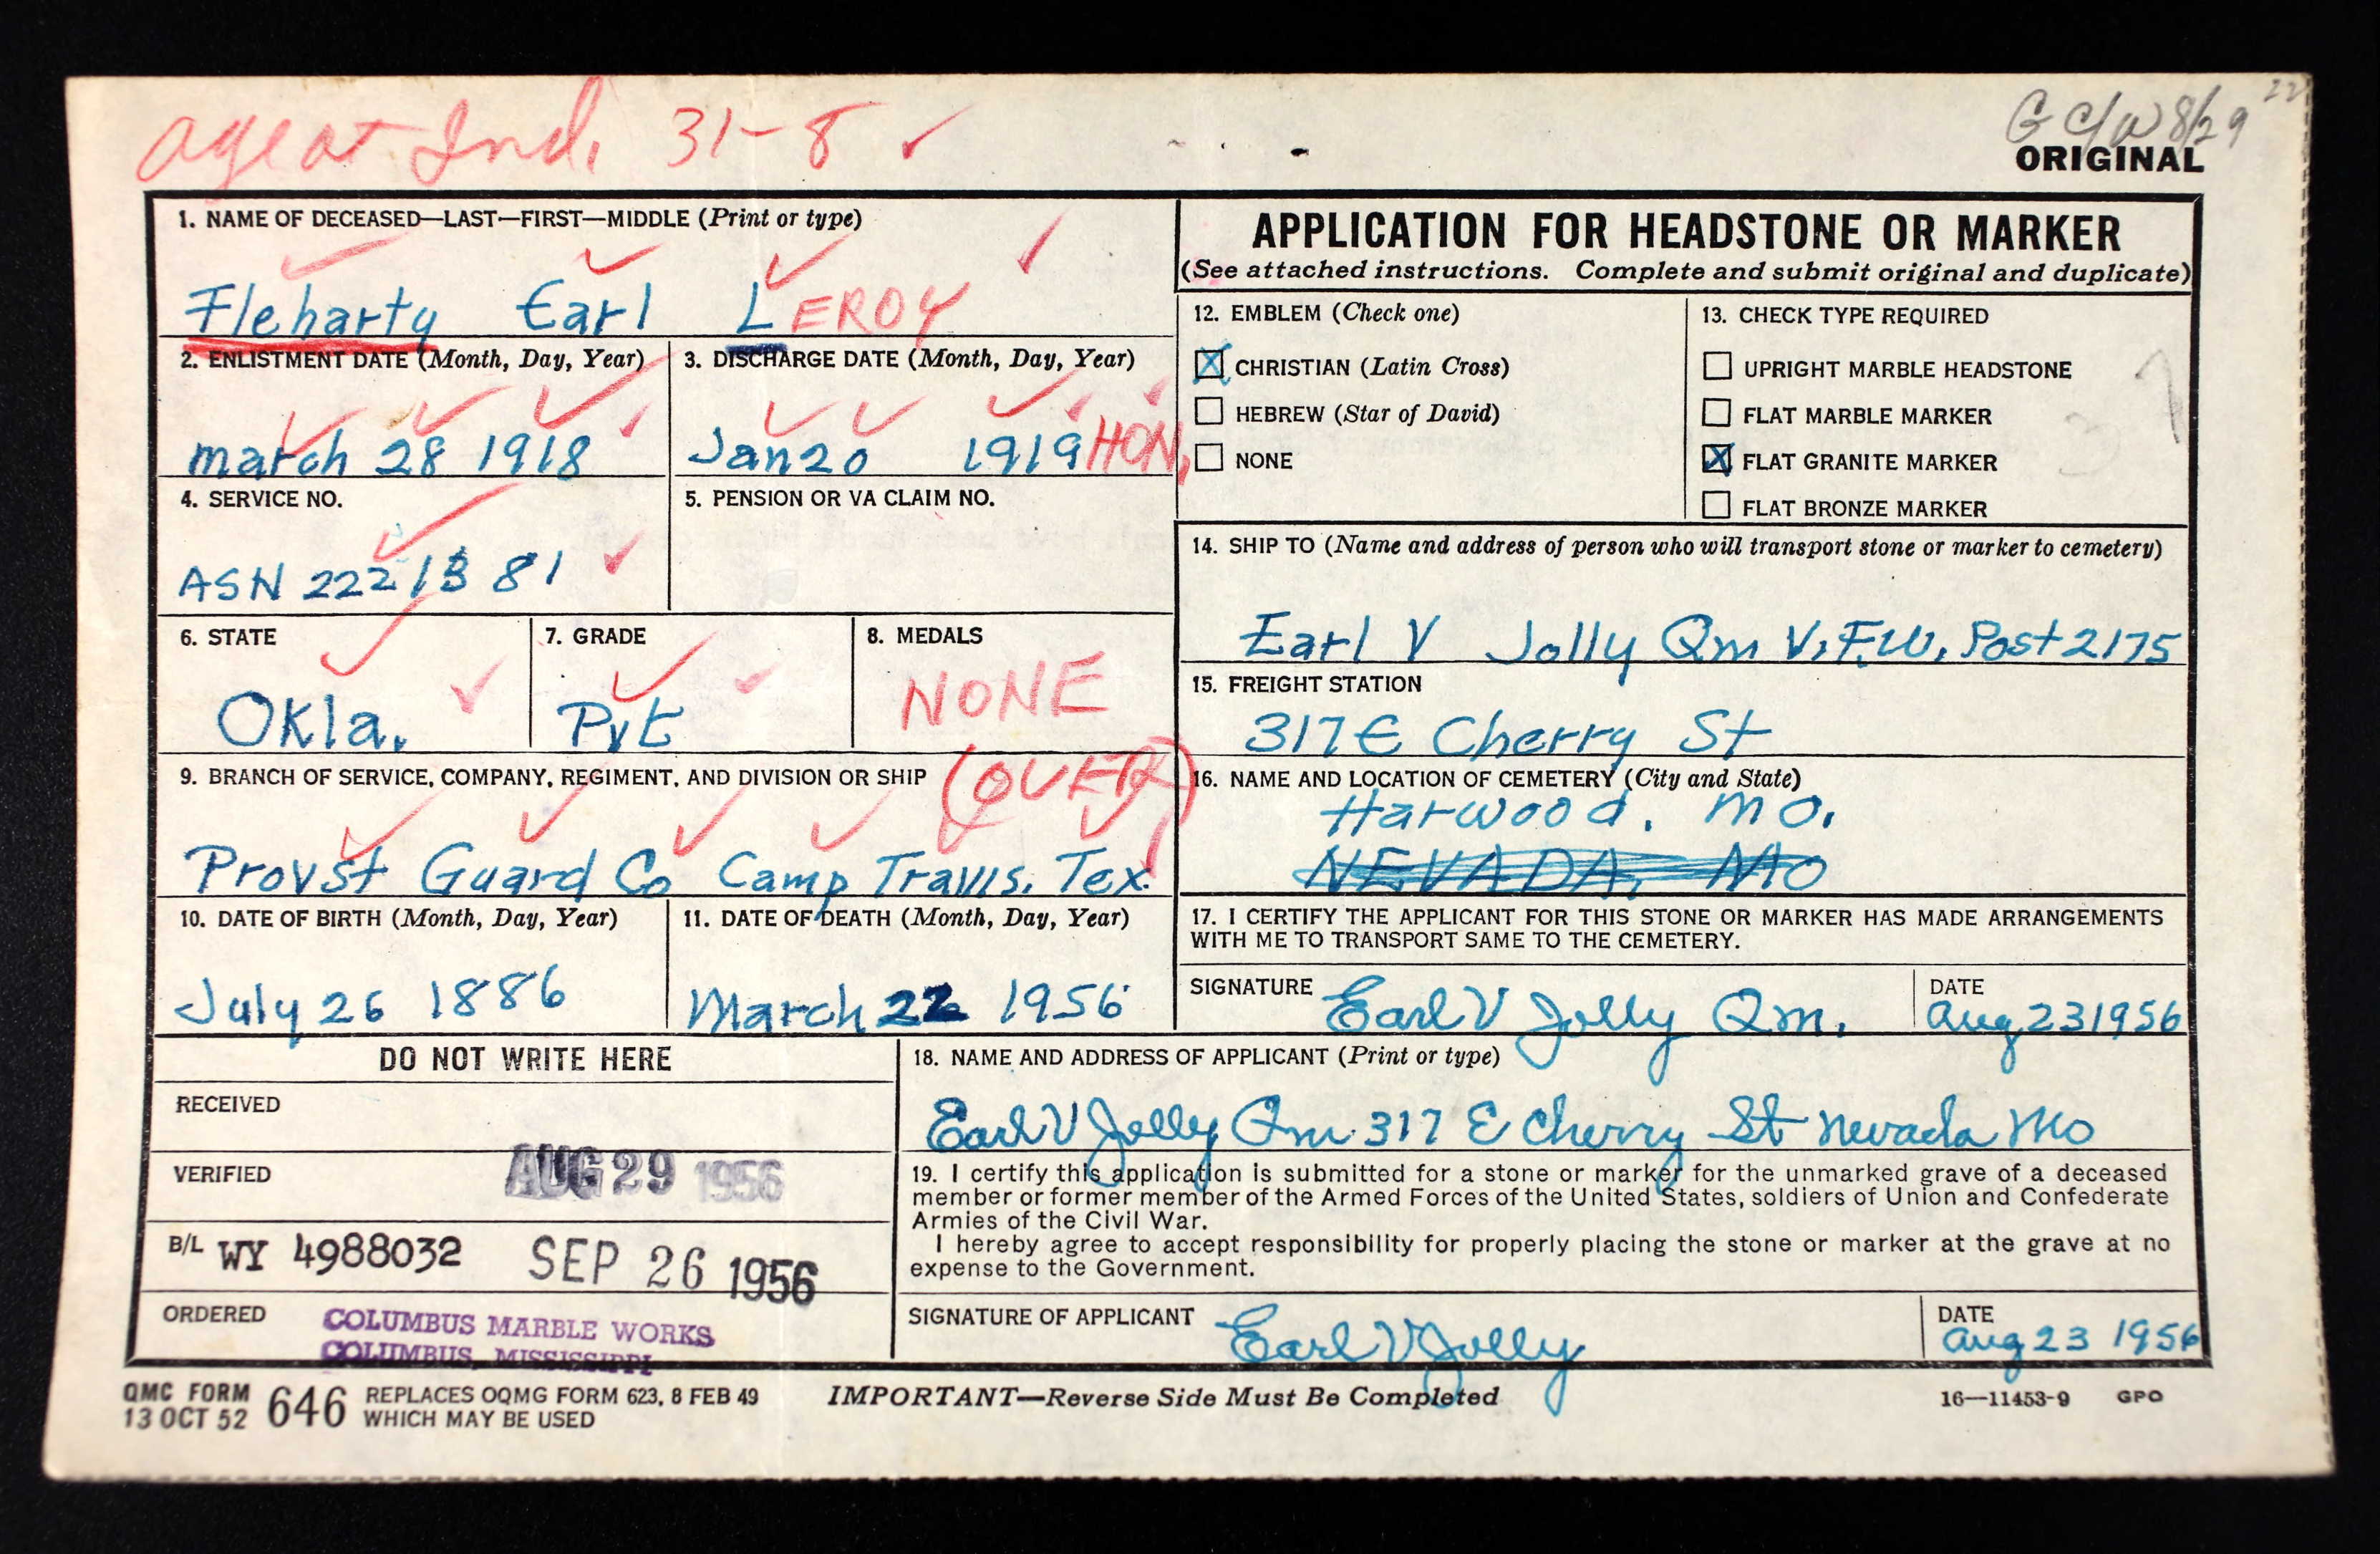 age at Ind. 31-8
G C/W 8/29
22
ORIGINAL
1. NAME OF DECEASED—LAST—FIRST—MIDDLE (Print or type)
Fleharty Earl LEROY
2. ENLISTMENT DATE (Month, Day, Year)
march 28 1918
3. DISCHARGE DATE (Month, Day, Year)
Jan 20 1919 HON.
4. SERVICE NO.
ASN 2221381
5. PENSION OR VA CLAIM NO.
6. STATE
Okla.
7. GRADE
Pvt
8. MEDALS
NONE
9. BRANCH OF SERVICE, COMPANY, REGIMENT, AND DIVISION OR SHIP
(OVER)
Provst Guard Co Camp Travis. Tex.
10. DATE OF BIRTH (Month, Day, Year)
July 26 1886
11. DATE OF DEATH (Month, Day, Year)
March 22 1956
APPLICATION FOR HEADSTONE OR MARKER
(See attached instructions. Complete and submit original and duplicate)
12. EMBLEM (Check one)
X CHRISTIAN (Latin Cross)
HEBREW (Star of David)
NONE
13. CHECK TYPE REQUIRED
UPRIGHT MARBLE HEADSTONE
FLAT MARBLE MARKER
X FLAT GRANITE MARKER
FLAT BRONZE MARKER
14. SHIP TO (Name and address of person who will transport stone or marker to cemetery)
Earl V Jolly Qm V.F.W. Post 2175
15. FREIGHT STATION
317 E Cherry St
16. NAME AND LOCATION OF CEMETERY (City and State)
Harwood. Mo.
NEVADA, MO
17. I CERTIFY THE APPLICANT FOR THIS STONE OR MARKER HAS MADE ARRANGEMENTS
WITH ME TO TRANSPORT SAME TO THE CEMETERY.
SIGNATURE Earl V Jolly Qm.
DATE
Aug 23 1956
DO NOT WRITE HERE
RECEIVED
VERIFIED AUG 29 1956
B/L WY 4988032 SEP 26 1956
ORDERED COLUMBUS MARBLE WORKS
COLUMBUS, MISSISSIPPI
18. NAME AND ADDRESS OF APPLICANT (Print or type)
Earl V Jolly Qm. 317 E Cherry St Nevada Mo
19. I certify this application is submitted for a stone or marker for the unmarked grave of a deceased
member or former member of the Armed Forces of the United States, soldiers of Union and Confederate
Armies of the Civil War.
I hereby agree to accept responsibility for properly placing the stone or marker at the grave at no
expense to the Government.
SIGNATURE OF APPLICANT Earl V Jolly
DATE
Aug 23 1956
QMC FORM 646 REPLACES OQMG FORM 623, 8 FEB 49
13 OCT 52 WHICH MAY BE USED
IMPORTANT—Reverse Side Must Be Completed
16—11453-9 GPO